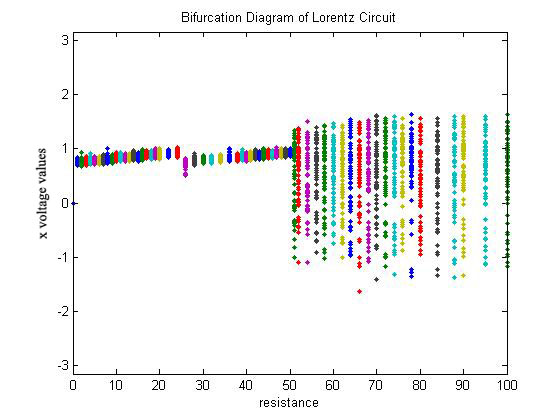 Bifurcation Diagram of Lorentz Circuit
3
2
1
0
-1
-2
-3
x voltage values
0 10 20 30 40 50 60 70 80 90 100
resistance